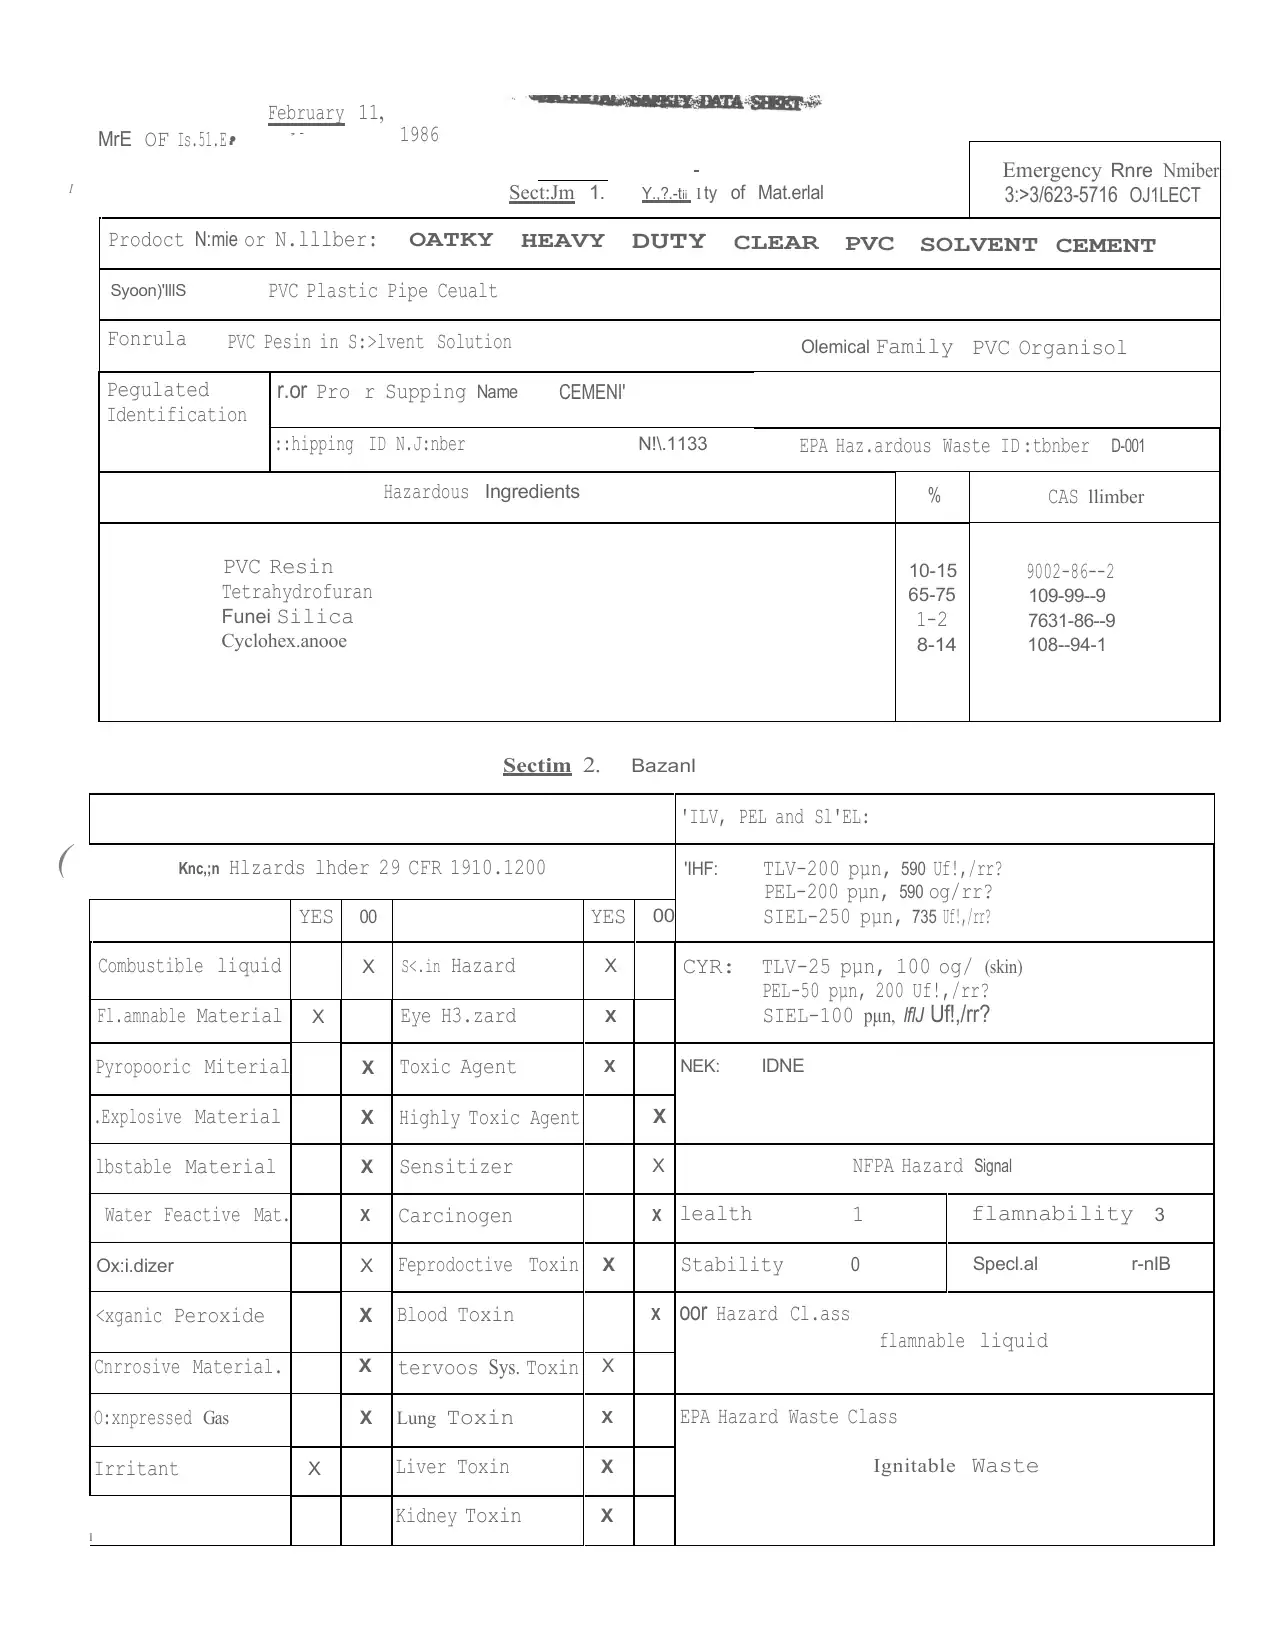 MATERIAL SAFETY DATA SHEET
February 11,
MrE OF Is.51.E
1986
Emergency Rnre Nmiber
3:>3/623-5716 OJ1LECT
Sect:Jm 1. Y.,?.-tii I ty of Mat.erlal
Prodoct N:mie or N.lllber: OATKY HEAVY DUTY CLEAR PVC SOLVENT CEMENT
Syoon)'lllS PVC Plastic Pipe Ceualt
Fonrula PVC Pesin in S:>lvent Solution Olemical Family PVC Organisol
Pegulated r.or Pro r Supping Name CEMENI'
Identification
::hipping ID N.J:nber N!\.1133 EPA Haz.ardous Waste ID:tbnber D-001
Hazardous Ingredients % CAS llimber
PVC Resin 10-15 9002-86--2
Tetrahydrofuran 65-75 109-99--9
Funei Silica 1-2 7631-86--9
Cyclohex.anooe 8-14 108--94-1
Sectim 2. Bazanl
'ILV, PEL and Sl'EL:
( Knc,;n Hlzards lhder 29 CFR 1910.1200 'IHF: TLV-200 pµn, 590 Uf!,/rr?
PEL-200 pµn, 590 og/rr?
YES 00 YES 00 SIEL-250 pµn, 735 Uf!,/rr?
Combustible liquid X S<.in Hazard X CYR: TLV-25 pµn, 100 og/ (skin)
PEL-50 pµn, 200 Uf!,/rr?
Fl.amnable Material X Eye H3.zard X SIEL-100 pµn, lflJ Uf!,/rr?
Pyropooric Miterial X Toxic Agent X NEK: IDNE
.Explosive Material X Highly Toxic Agent X
lbstable Material X Sensitizer X NFPA Hazard Signal
Water Feactive Mat. X Carcinogen X lealth 1 flamnability 3
Ox:i.dizer X Feprodoctive Toxin X Stability 0 Specl.al r-nIB
<xganic Peroxide X Blood Toxin X oor Hazard Cl.ass
flamnable liquid
Cnrrosive Material. X tervoos Sys. Toxin X
O:xnpressed Gas X Lung Toxin X EPA Hazard Waste Class
Irritant X Liver Toxin X Ignitable Waste
Kidney Toxin X